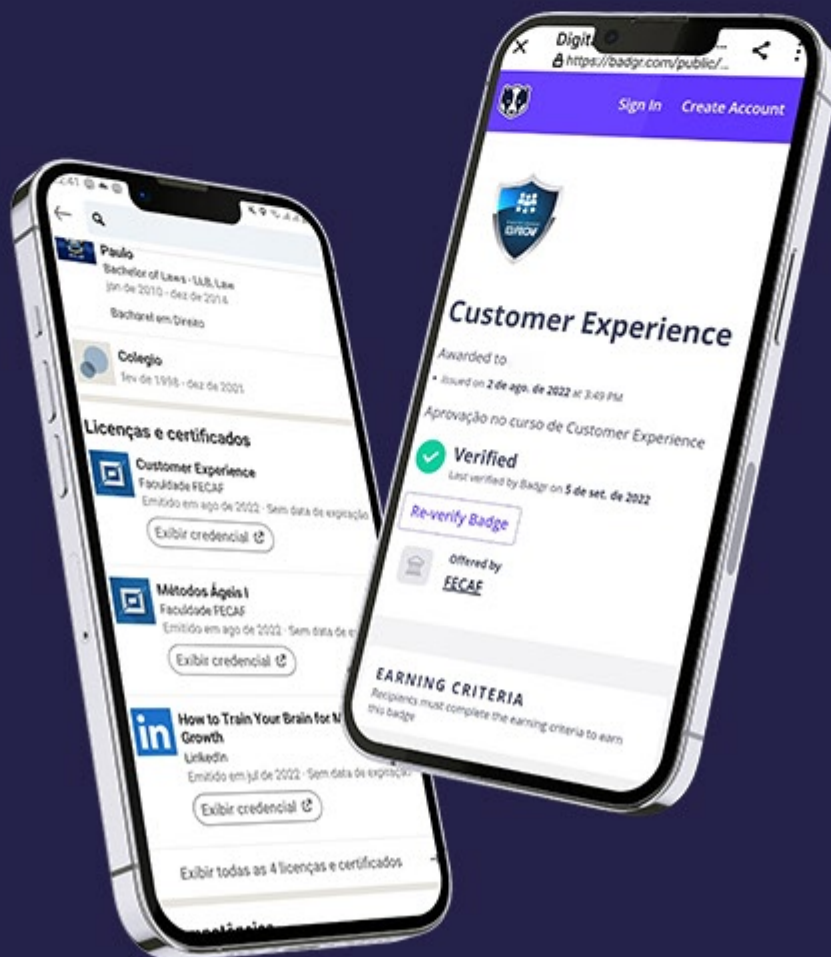 Paulo
Bachelor of Laws - LLB, Law
jan de 2010 - dez de 2014
Bacharel em Direito
Colegio
fev de 1998 - dez de 2001
Licenças e certificados
Customer Experience
Faculdade FECAF
Emitido em ago de 2022 · Sem data de expiração
Exibir credencial
Métodos Ágeis I
Faculdade FECAF
Emitido em ago de 2022 · Sem data de
Exibir credencial
in
How to Train Your Brain for
Growth
LinkedIn
Emitido em jul de 2022 · Sem data de expiração
Exibir credencial
Exibir todas as 4 licenças e certificados
https://badgr.com/public/...
Sign In Create Account
Customer Experience
Awarded to
• Issued on 2 de ago. de 2022 at 3:49 PM
Aprovação no curso de Customer Experience
Verified
Last verified by Badgr on 5 de set. de 2022
Re-verify Badge
Offered by
FECAF
EARNING CRITERIA
Recipients must complete the earning criteria to earn
this badge